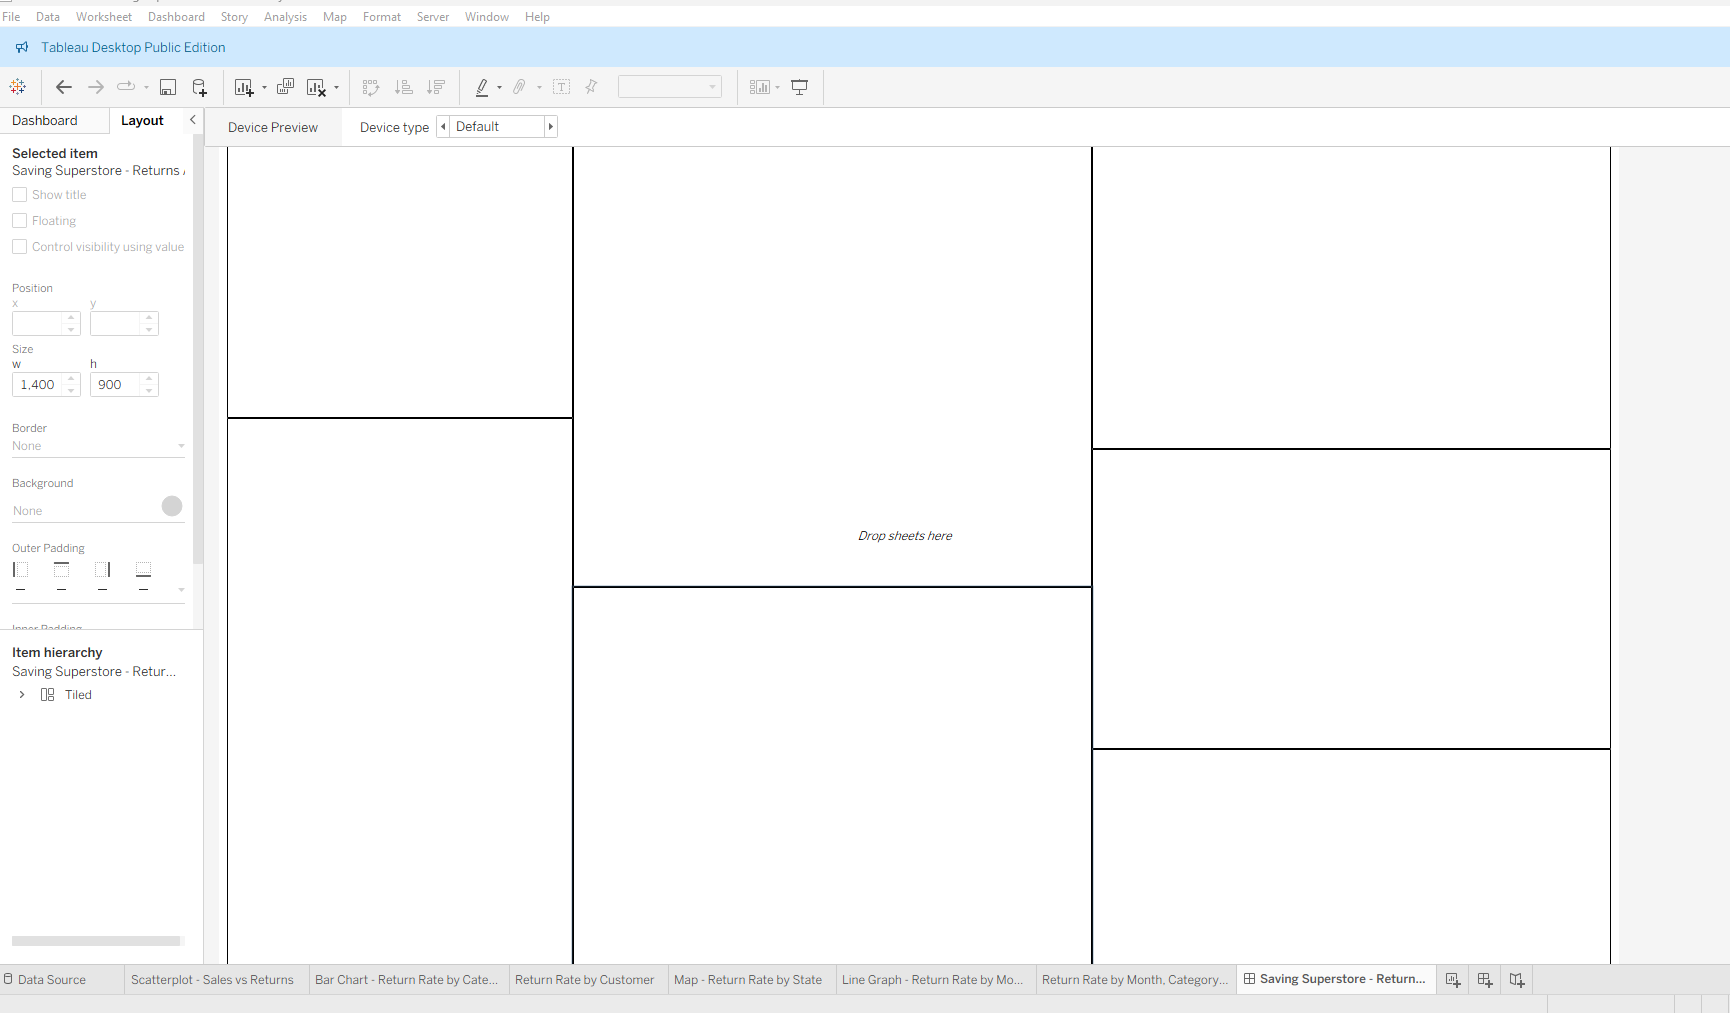 File Data Worksheet Dashboard Story Analysis Map Format Server Window Help
Tableau Desktop Public Edition
Dashboard Layout
Device Preview Device type Default
Selected item
Saving Superstore - Returns
Show title
Floating
Control visibility using value
Position
x y
Size
w h
1,400 900
Border
None
Background
None
Outer Padding
Inner Padding
Drop sheets here
Item hierarchy
Saving Superstore - Retur...
Tiled
Data Source Scatterplot - Sales vs Returns Bar Chart - Return Rate by Cate... Return Rate by Customer Map - Return Rate by State Line Graph - Return Rate by Mo... Return Rate by Month, Category... Saving Superstore - Return...